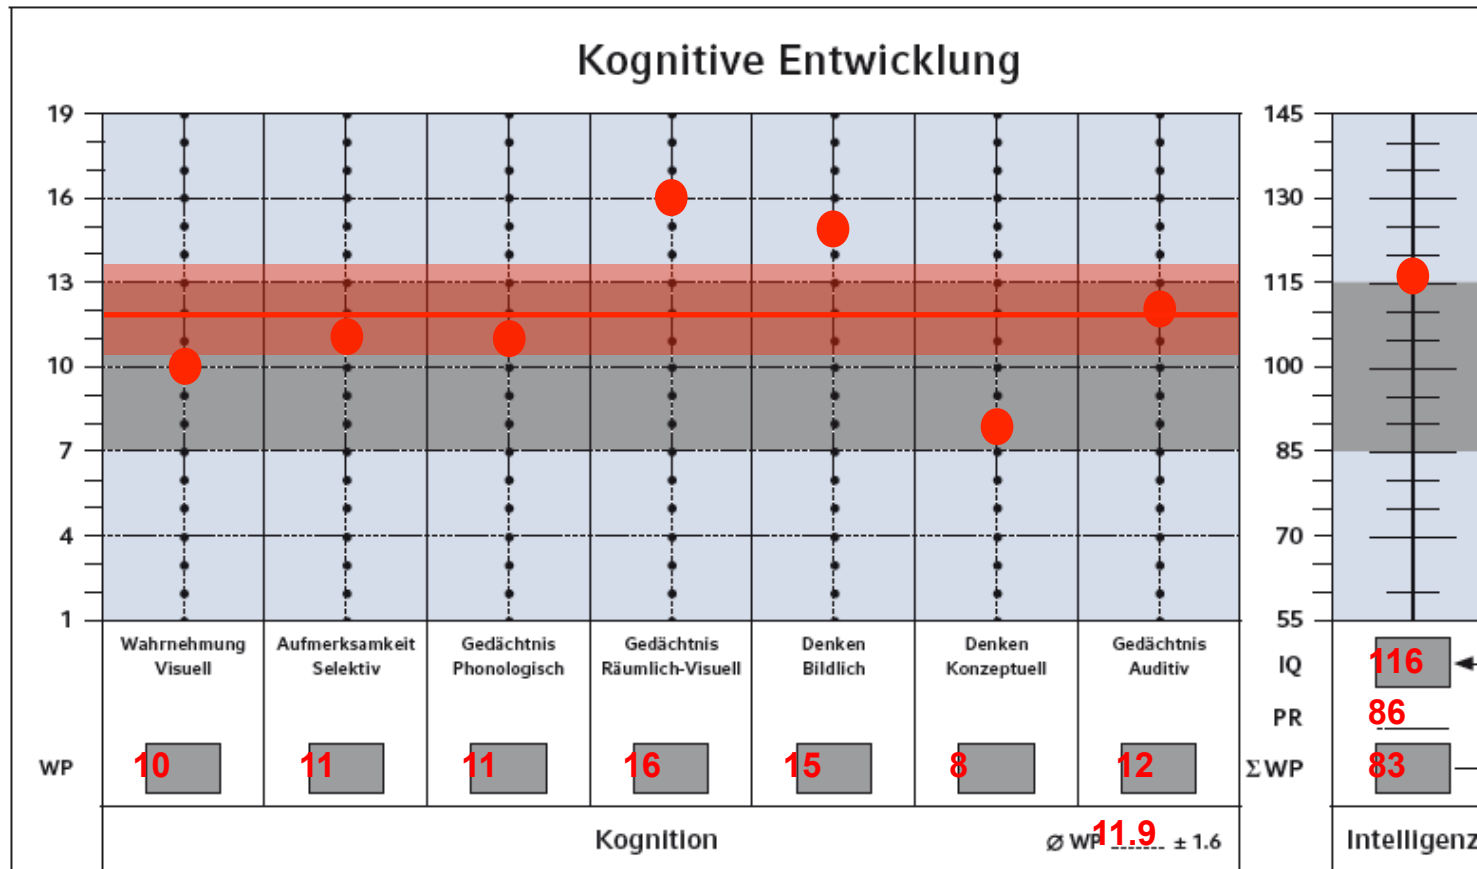 Kognitive Entwicklung
19
16
13
10
7
4
1
145
130
115
100
85
70
55
Wahrnehmung
Visuell
Aufmerksamkeit
Selektiv
Gedächtnis
Phonologisch
Gedächtnis
Räumlich-Visuell
Denken
Bildlich
Denken
Konzeptuell
Gedächtnis
Auditiv
IQ 116
PR 86
WP 10 11 11 16 15 8 12
ΣWP 83
Kognition
Ø WP 11.9 ± 1.6
Intelligenz